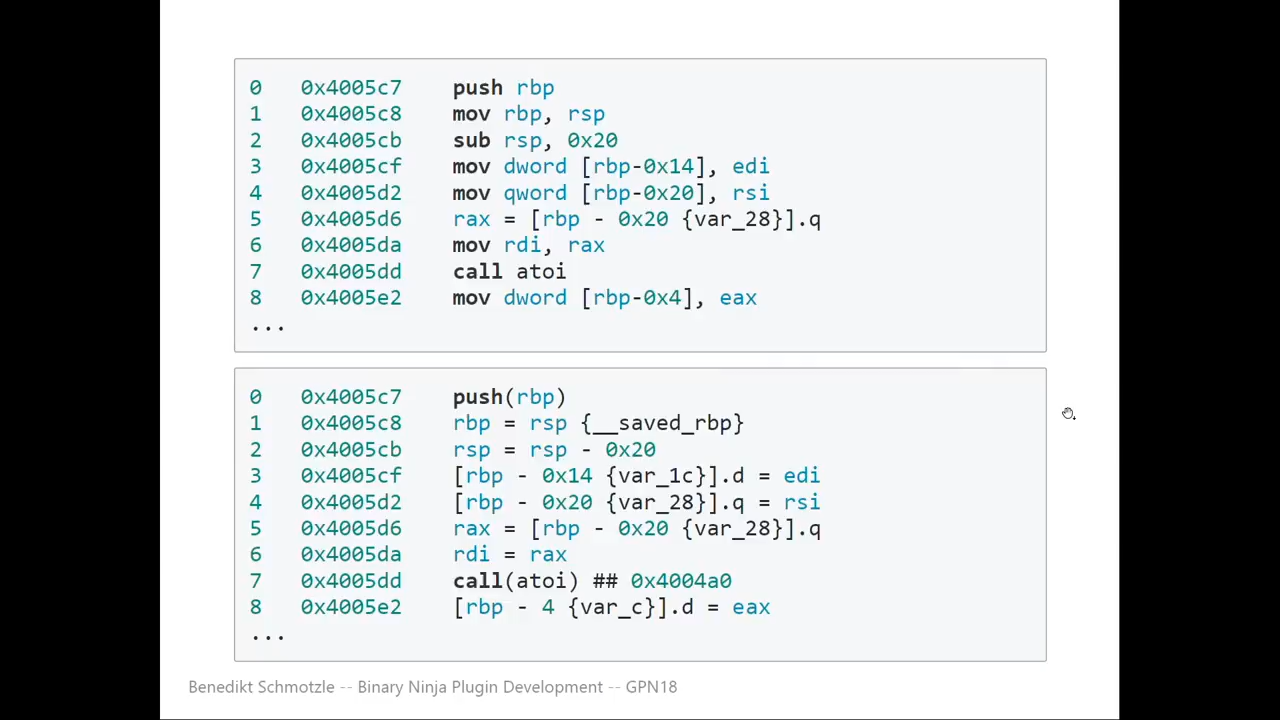 0 0x4005c7 push rbp
1 0x4005c8 mov rbp, rsp
2 0x4005cb sub rsp, 0x20
3 0x4005cf mov dword [rbp-0x14], edi
4 0x4005d2 mov qword [rbp-0x20], rsi
5 0x4005d6 rax = [rbp - 0x20 {var_28}].q
6 0x4005da mov rdi, rax
7 0x4005dd call atoi
8 0x4005e2 mov dword [rbp-0x4], eax
...
0 0x4005c7 push(rbp)
1 0x4005c8 rbp = rsp {__saved_rbp}
2 0x4005cb rsp = rsp - 0x20
3 0x4005cf [rbp - 0x14 {var_1c}].d = edi
4 0x4005d2 [rbp - 0x20 {var_28}].q = rsi
5 0x4005d6 rax = [rbp - 0x20 {var_28}].q
6 0x4005da rdi = rax
7 0x4005dd call(atoi) ## 0x4004a0
8 0x4005e2 [rbp - 4 {var_c}].d = eax
...
Benedikt Schmotzle -- Binary Ninja Plugin Development -- GPN18